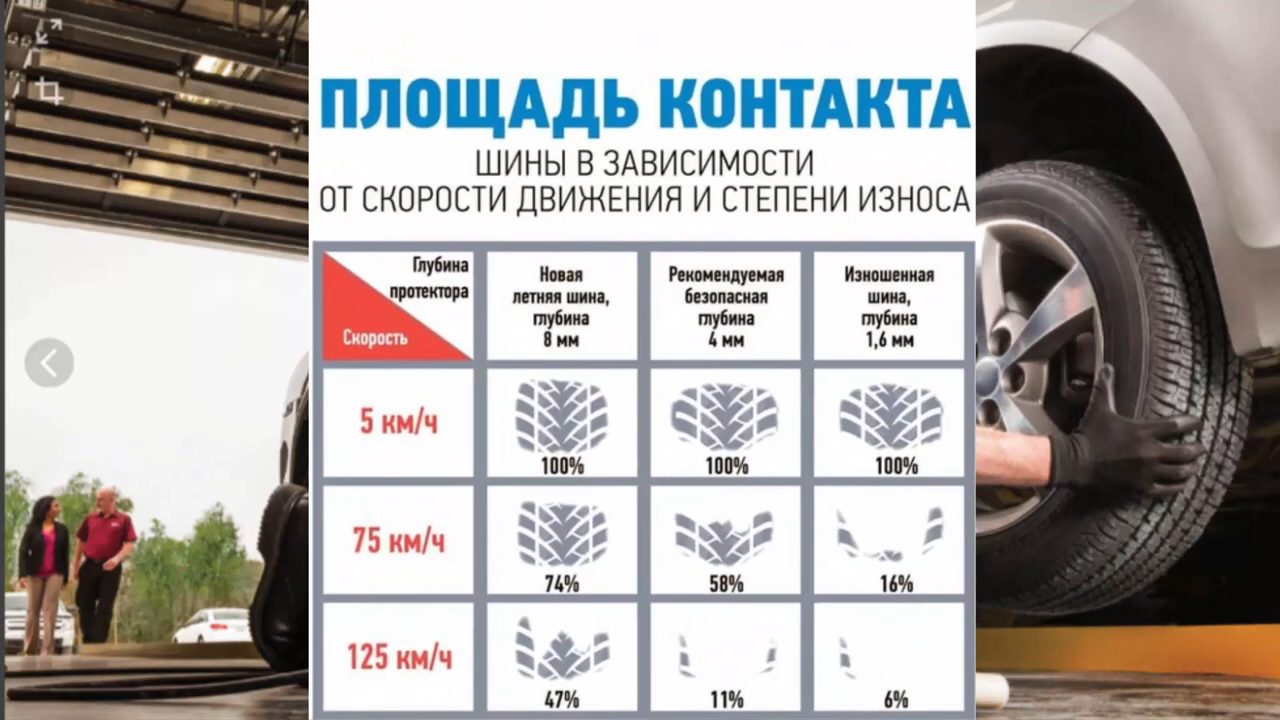 ПЛОЩАДЬ КОНТАКТА
ШИНЫ В ЗАВИСИМОСТИ
ОТ СКОРОСТИ ДВИЖЕНИЯ И СТЕПЕНИ ИЗНОСА
Глубина
протектора
Скорость
Новая
летняя шина,
глубина
8 мм
Рекомендуемая
безопасная
глубина
4 мм
Изношенная
шина,
глубина
1,6 мм
5 км/ч
100%
100%
100%
75 км/ч
74%
58%
16%
125 км/ч
47%
11%
6%